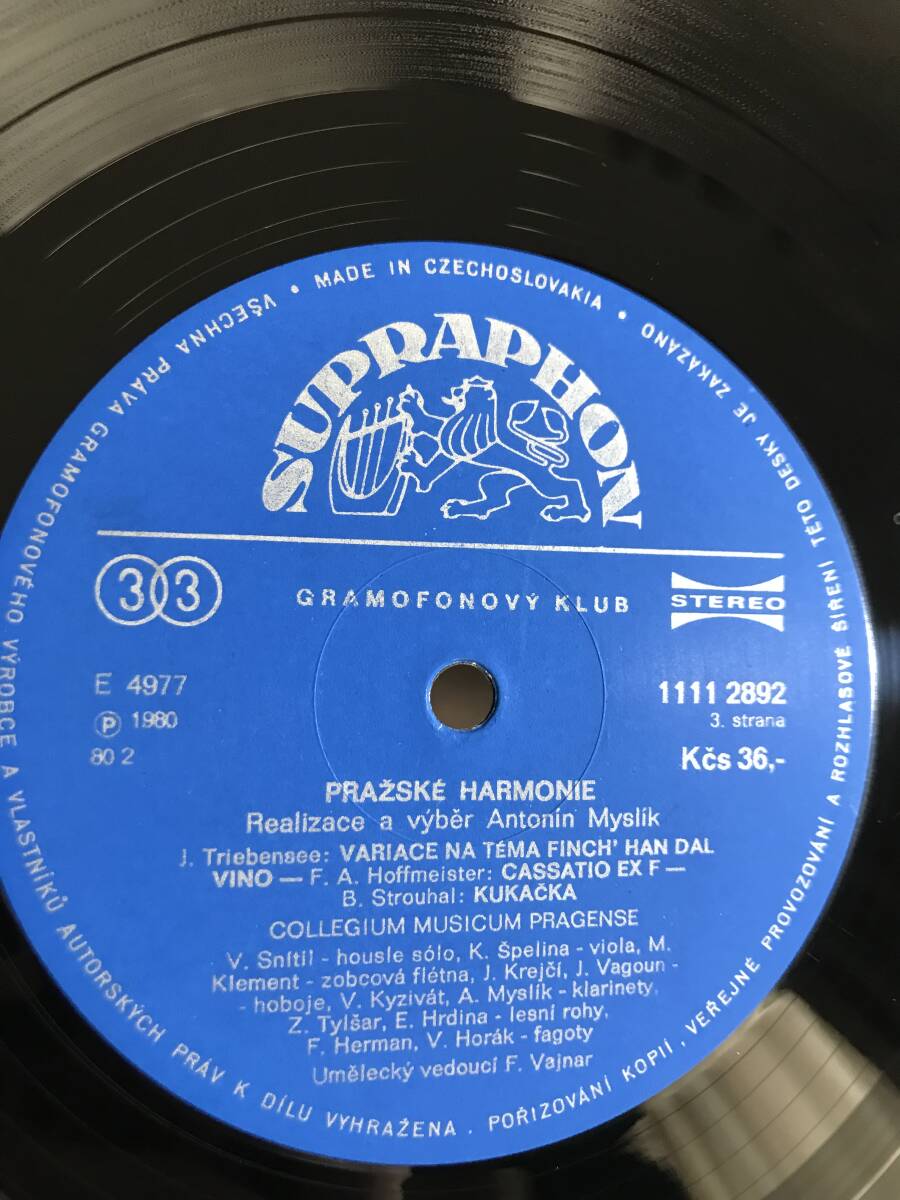 VŠECHNA PRÁVA GRAMOFONOVÉHO VÝROBCE A VLASTNÍKŮ AUTORSKÝCH PRÁV K DÍLU VYHRAŽENA . POŘIZOVÁNÍ KOPIÍ, VEŘEJNÉ PROVOZOVÁNÍ A ROZHLASOVÉ ŠÍŘENÍ TÉTO DESKY JE ZAKÁZÁNO
• MADE IN CZECHOSLOVAKIA •
SUPRAPHON
33
GRAMOFONOVÝ KLUB
STEREO
E 4977
1111 2892
Ⓟ 1980
3. strana
80 2
Kčs 36,-
PRAŽSKÉ HARMONIE
Realizace a výběr Antonín Myslík
J. Triebensee: VARIACE NA TÉMA FINCH' HAN DAL
VINO — F. A. Hoffmeister: CASSATIO EX F —
B. Strouhal: KUKAČKA
COLLEGIUM MUSICUM PRAGENSE
V. Snítil - housle sólo, K. Špelina - viola, M.
Klement - zobcová flétna, J. Krejčí, J. Vagoun -
- hoboje, V. Kyzivát, A. Myslík - klarinety,
Z. Tylšar, E. Hrdina - lesní rohy,
F. Herman, V. Horák - fagoty
Umělecký vedoucí F. Vajnar